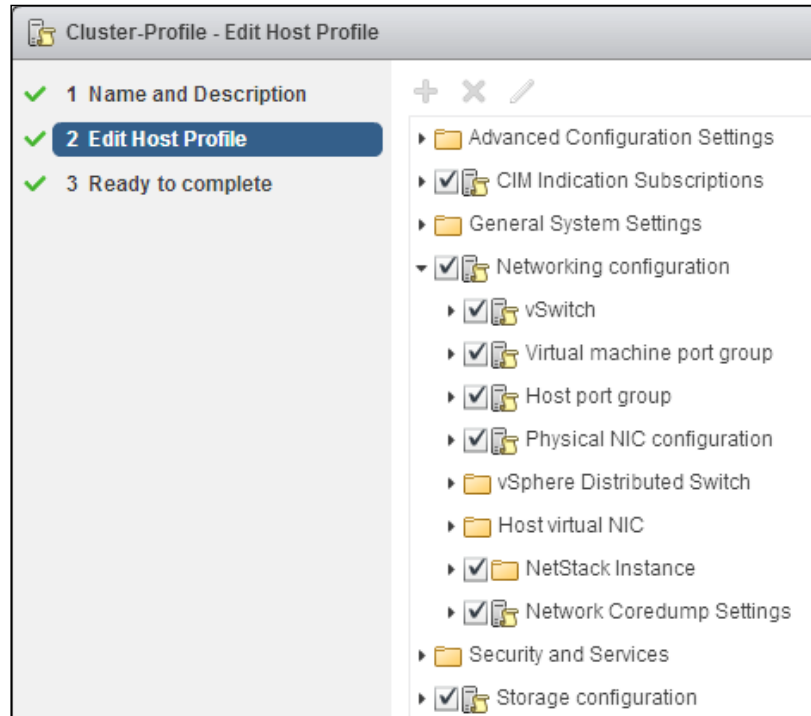 Cluster-Profile - Edit Host Profile
1 Name and Description
2 Edit Host Profile
3 Ready to complete
Advanced Configuration Settings
CIM Indication Subscriptions
General System Settings
Networking configuration
vSwitch
Virtual machine port group
Host port group
Physical NIC configuration
vSphere Distributed Switch
Host virtual NIC
NetStack Instance
Network Coredump Settings
Security and Services
Storage configuration